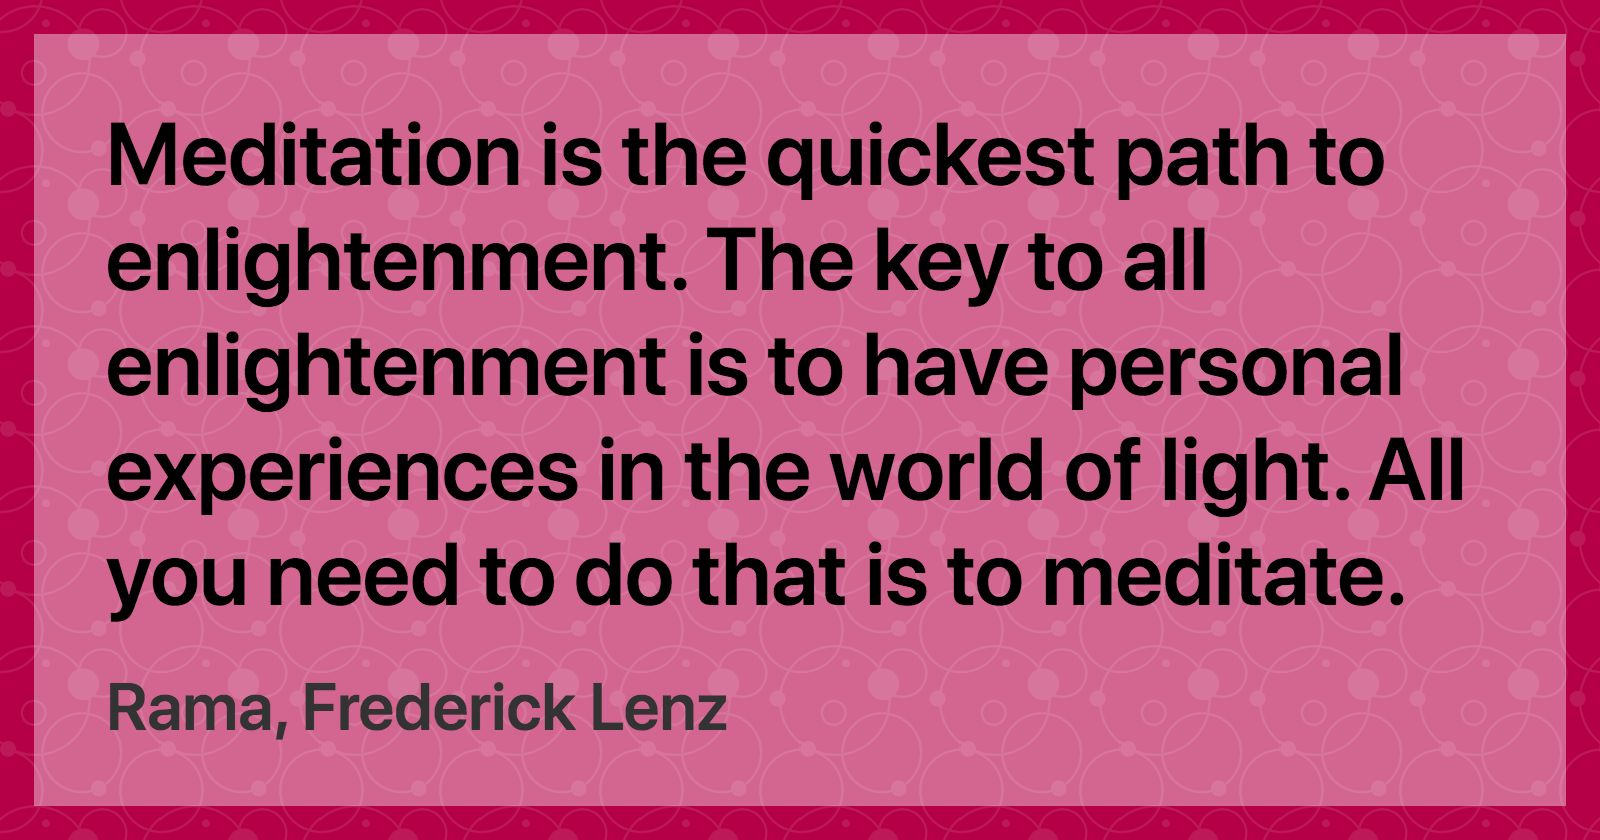 Meditation is the quickest path to
enlightenment. The key to all
enlightenment is to have personal
experiences in the world of light. All
you need to do that is to meditate.
Rama, Frederick Lenz